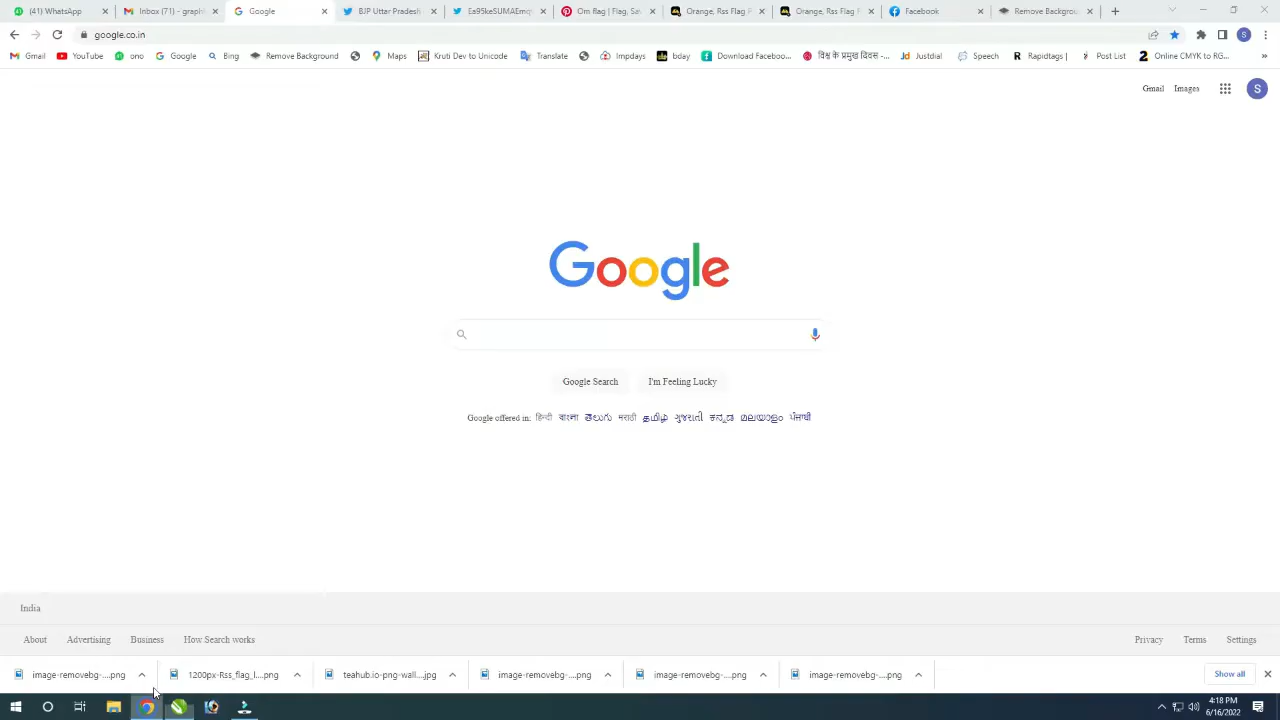 (41) WhatsApp
Inbox (71) - graphi
Google
BJP Uttar Pradesh
Om flag | Flag, Sa
Orange, Rss Flag P
Orange, Rss Flag P
Facebook
Remove Backgrou
google.co.in
Gmail YouTube ono Google Bing Remove Background Maps Kruti Dev to Unicode Translate Impdays bday Download Faceboo... विश्व के प्रमुख दिवस -... Justdial Speech Rapidtags | Post List Online CMYK to RG... »
Gmail Images S
Google
Google Search I'm Feeling Lucky
Google offered in: हिन्दी বাংলা తెలుగు मराठी தமிழ் ગુજરાતી ಕನ್ನಡ മലയാളം ਪੰਜਾਬੀ
India
About Advertising Business How Search works Privacy Terms Settings
image-removebg-....png 1200px-Rss_flag_l....png teahub.io-png-wall....jpg image-removebg-....png image-removebg-....png image-removebg-....png Show all
4:18 PM
6/16/2022